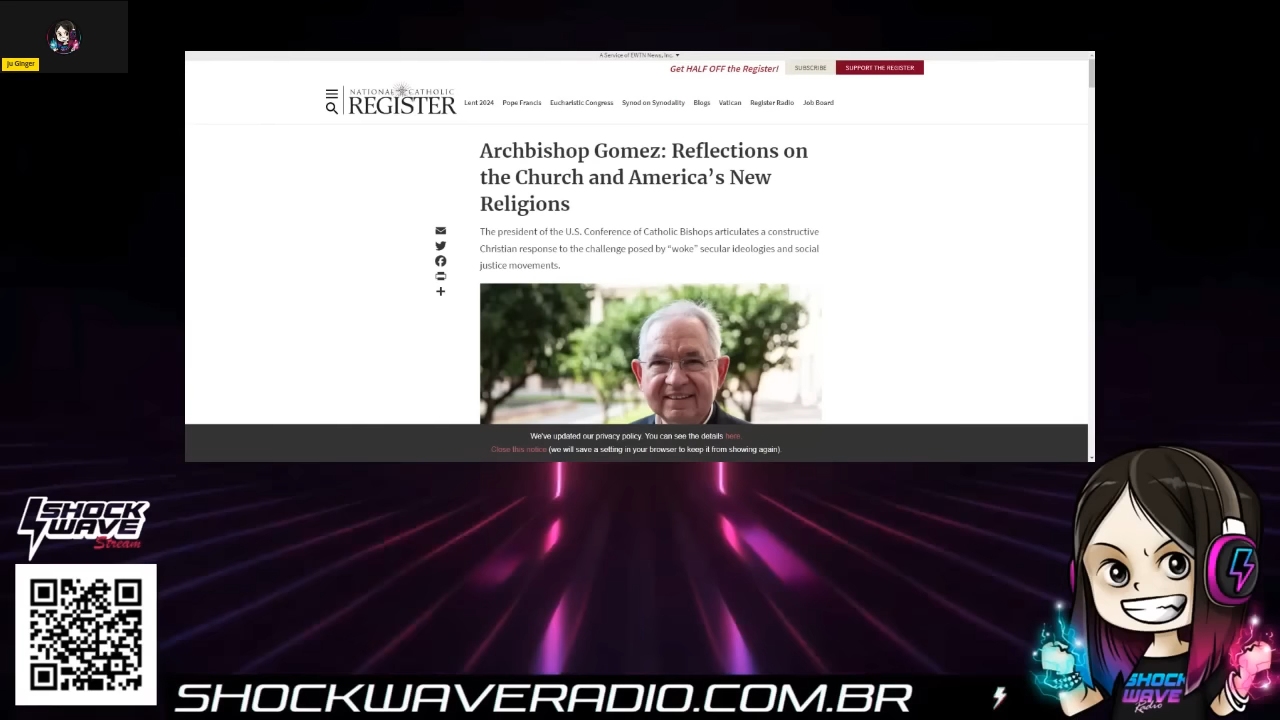 Ju Ginger
A Service of EWTN News, Inc.
Get HALF OFF the Register!
SUBSCRIBE
SUPPORT THE REGISTER
NATIONAL CATHOLIC
REGISTER
Lent 2024
Pope Francis
Eucharistic Congress
Synod on Synodality
Blogs
Vatican
Register Radio
Job Board
Archbishop Gomez: Reflections on
the Church and America’s New
Religions
The president of the U.S. Conference of Catholic Bishops articulates a constructive
Christian response to the challenge posed by “woke” secular ideologies and social
justice movements.
We've updated our privacy policy. You can see the details here.
Close this notice (we will save a setting in your browser to keep it from showing again).
SHOCK
WAVE
Stream
SHOCK
WAVE
Radio
SHOCKWAVERADIO.COM.BR